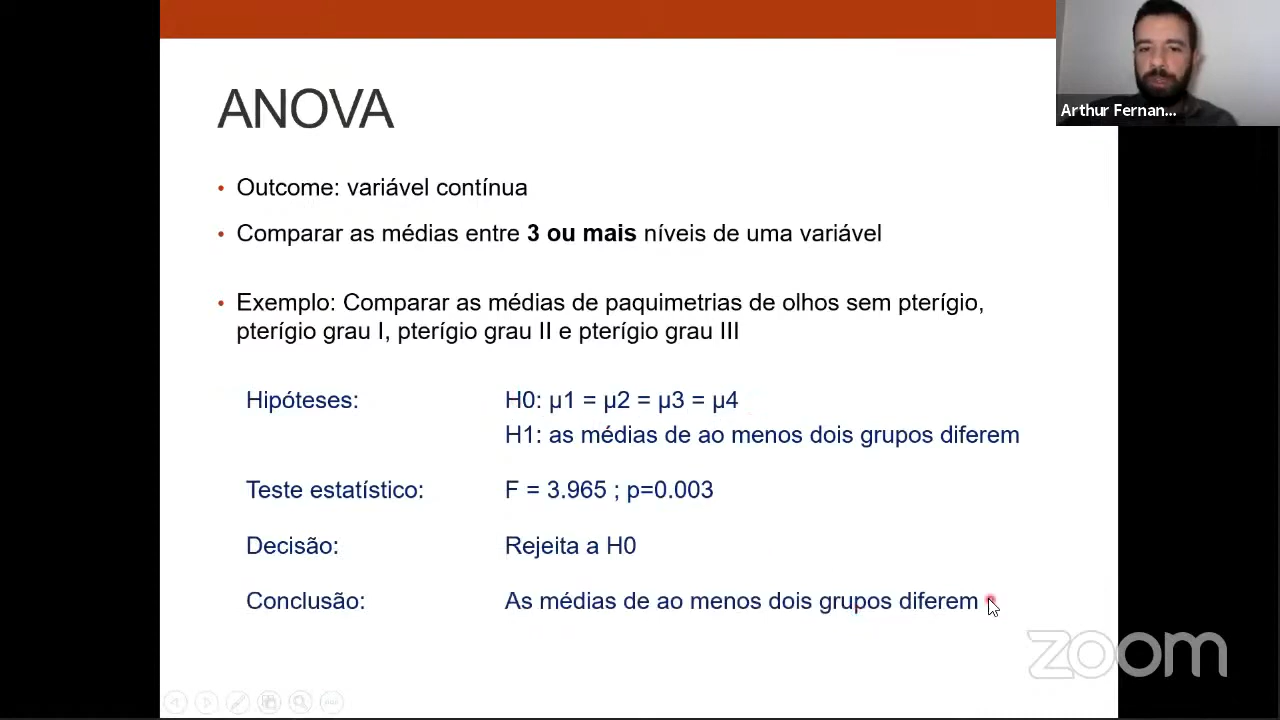 Arthur Fernan...
ANOVA
• Outcome: variável contínua
• Comparar as médias entre 3 ou mais níveis de uma variável
• Exemplo: Comparar as médias de paquimetrias de olhos sem pterígio,
pterígio grau I, pterígio grau II e pterígio grau III
Hipóteses: H0: µ1 = µ2 = µ3 = µ4
H1: as médias de ao menos dois grupos diferem
Teste estatístico: F = 3.965 ; p=0.003
Decisão: Rejeita a H0
Conclusão: As médias de ao menos dois grupos diferem
zoom